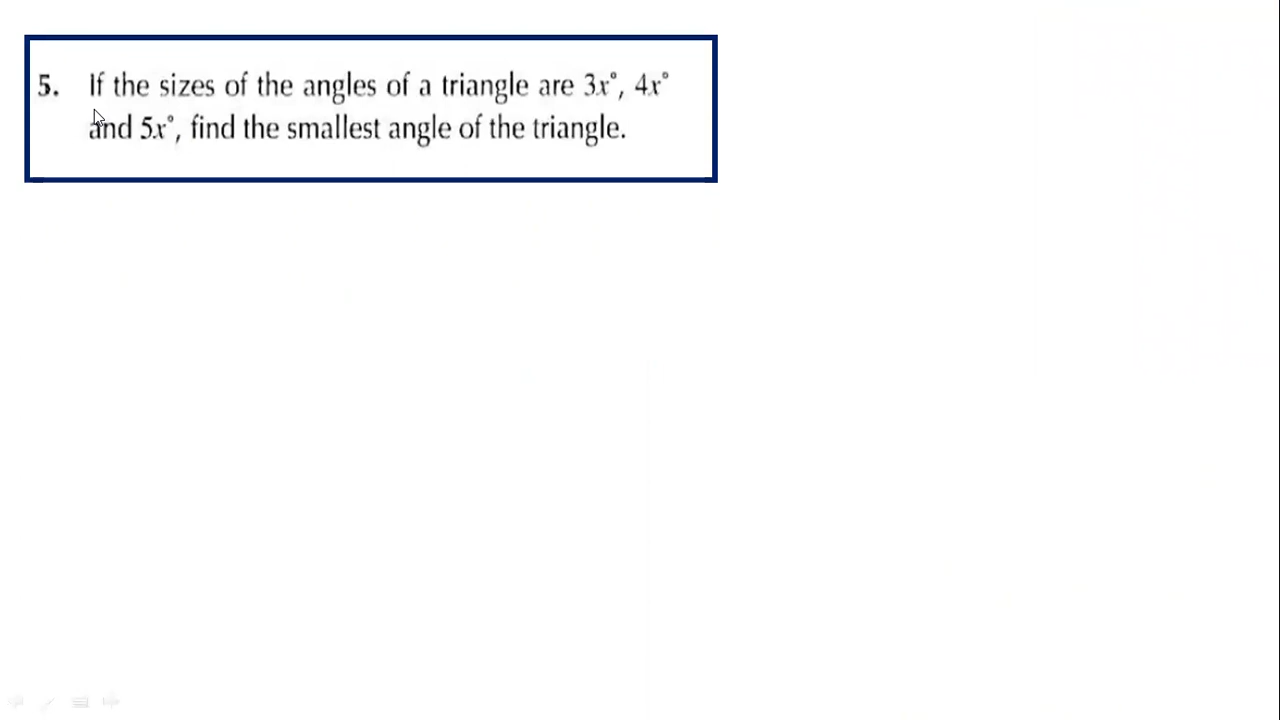 5. If the sizes of the angles of a triangle are 3x°, 4x°
and 5x°, find the smallest angle of the triangle.